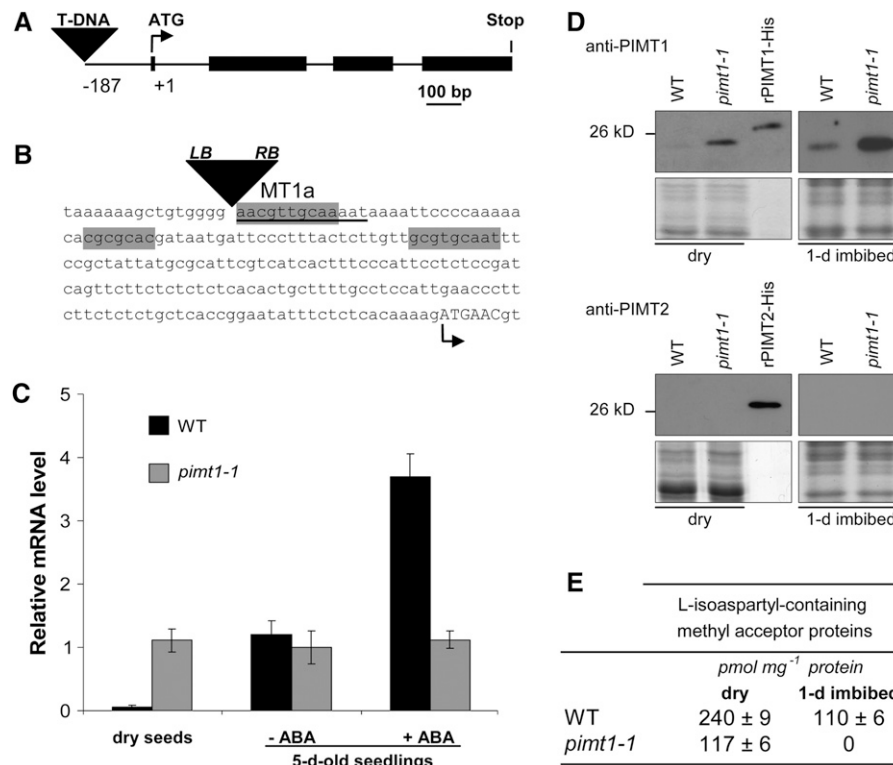 A
T-DNA
ATG
Stop
-187
+1
100 bp
B
LB RB
MT1a
taaaaaagctgtggggg aacgttgcaaaataaaattccccaaaaa
cacgcgcacgataatgattccctttactcttgttgcgtgcaattt
ccgctattatgcgcattcgtcatcactttcccattcctctccgat
cagttcttctctctctcacactgcttttgcctccattgaaccctt
cttctctctgctcaccggaatatttctctcacaaaagATGAACgt
C
Relative mRNA level
5
4
3
2
1
0
WT
pimt1-1
dry seeds
- ABA
+ ABA
5-d-old seedlings
D
anti-PIMT1
WT
pimt1-1
rPIMT1-His
WT
pimt1-1
26 kD
dry
1-d imbibed
anti-PIMT2
WT
pimt1-1
rPIMT2-His
WT
pimt1-1
26 kD
dry
1-d imbibed
E
L-isoaspartyl-containing
methyl acceptor proteins
pmol mg⁻¹ protein
dry 1-d imbibed
WT 240 ± 9 110 ± 6
pimt1-1 117 ± 6 0